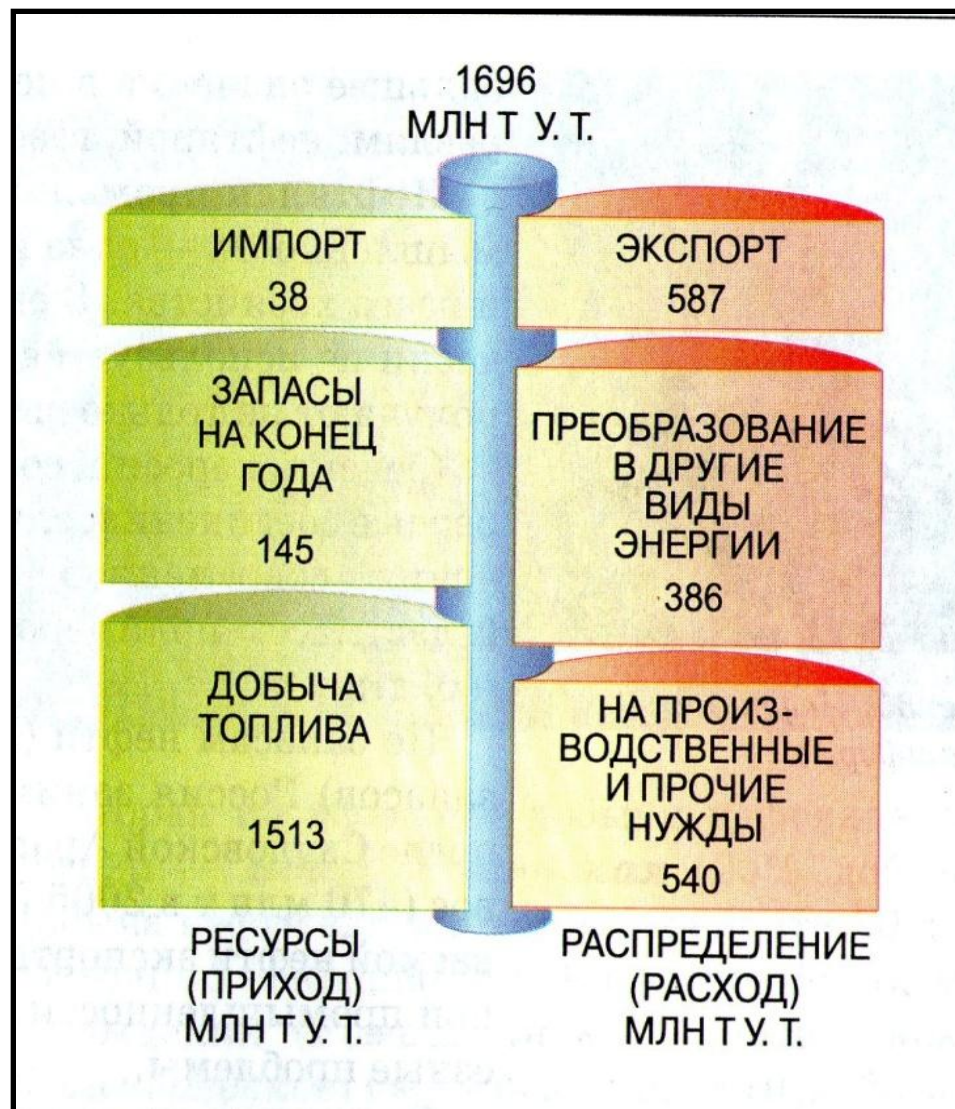 1696
МЛН Т У. Т.
ИМПОРТ
38
ЗАПАСЫ
НА КОНЕЦ
ГОДА
145
ДОБЫЧА
ТОПЛИВА
1513
РЕСУРСЫ
(ПРИХОД)
МЛН Т У. Т.
ЭКСПОРТ
587
ПРЕОБРАЗОВАНИЕ
В ДРУГИЕ
ВИДЫ
ЭНЕРГИИ
386
НА ПРОИЗ-
ВОДСТВЕННЫЕ
И ПРОЧИЕ
НУЖДЫ
540
РАСПРЕДЕЛЕНИЕ
(РАСХОД)
МЛН Т У. Т.